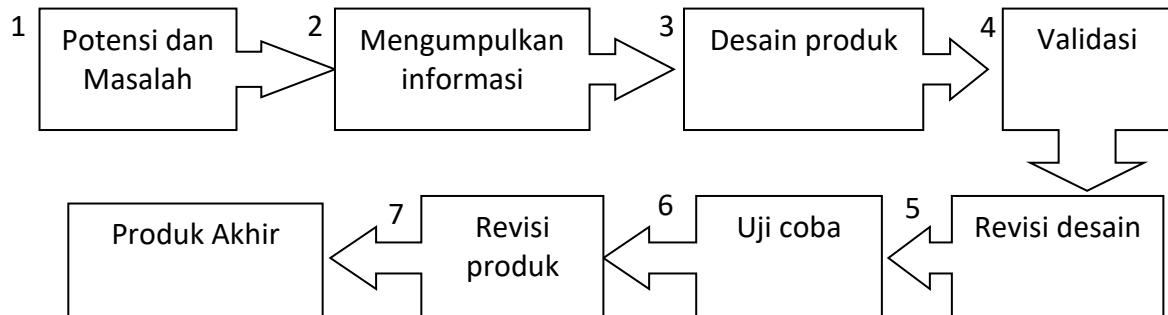 1
Potensi dan
Masalah
2
Mengumpulkan
informasi
3
Desain produk
4
Validasi
5
Revisi desain
6
Uji coba
7
Revisi
produk
Produk Akhir